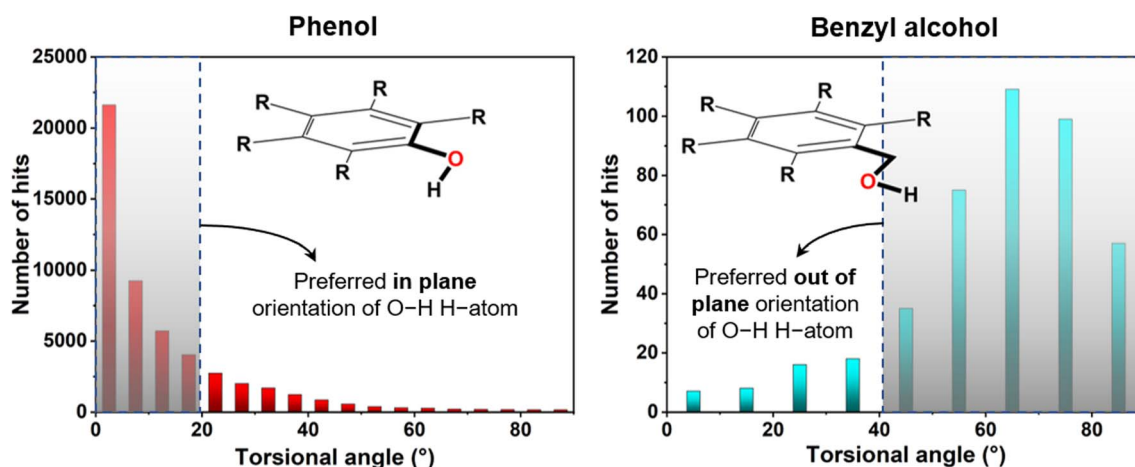 Phenol
25000
20000
15000
10000
5000
0
Number of hits
R
R
R
R
R
O
H
Preferred in plane
orientation of O−H H−atom
0
20
40
60
80
Torsional angle (°)
Benzyl alcohol
120
100
80
60
40
20
0
Number of hits
R
R
R
R
R
O
H
Preferred out of
plane orientation
of O−H H−atom
0
20
40
60
80
Torsional angle (°)